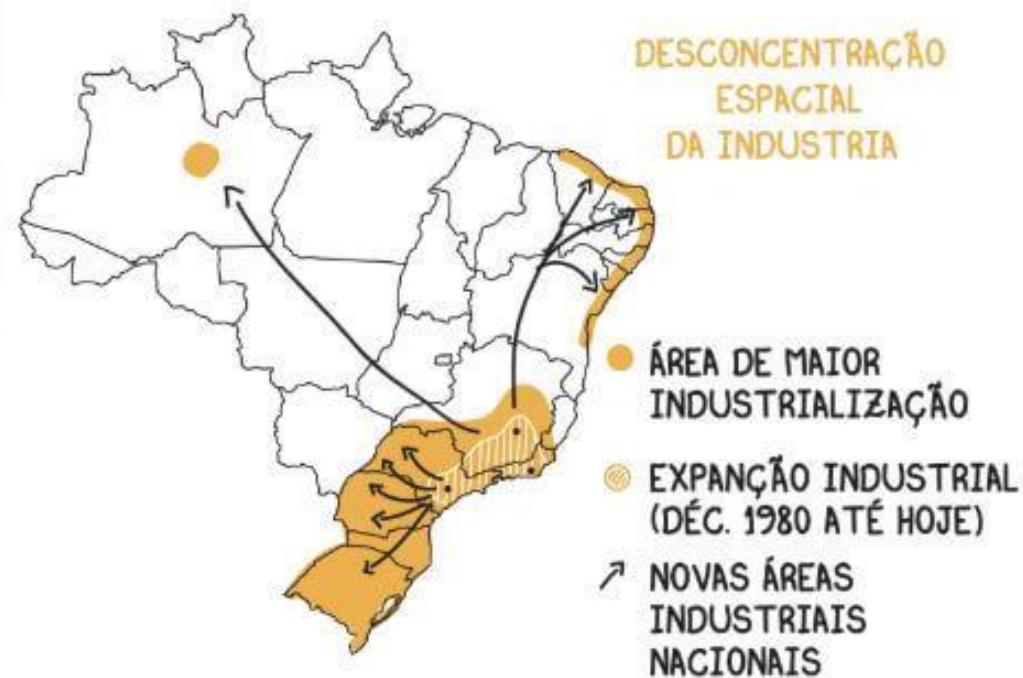 DESCONCENTRAÇÃO
ESPACIAL
DA INDUSTRIA
ÁREA DE MAIOR
INDUSTRIALIZAÇÃO
EXPANÇÃO INDUSTRIAL
(DÉC. 1980 ATÉ HOJE)
NOVAS ÁREAS
INDUSTRIAIS
NACIONAIS